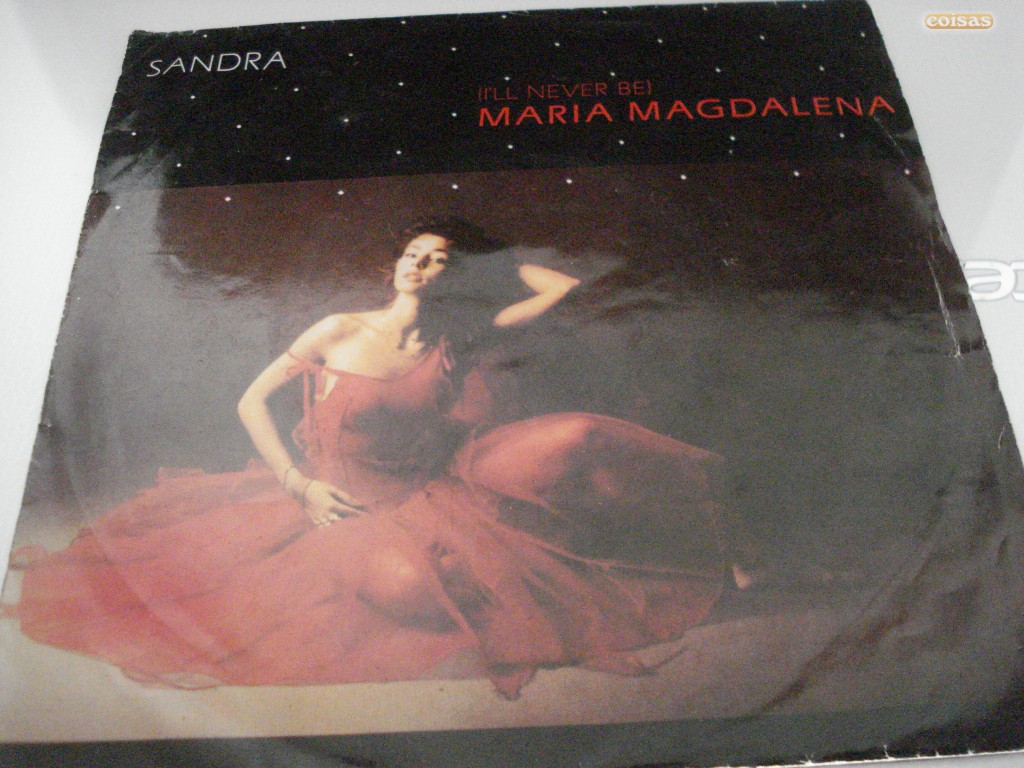 coisas
SANDRA
(I'LL NEVER BE)
MARIA MAGDALENA